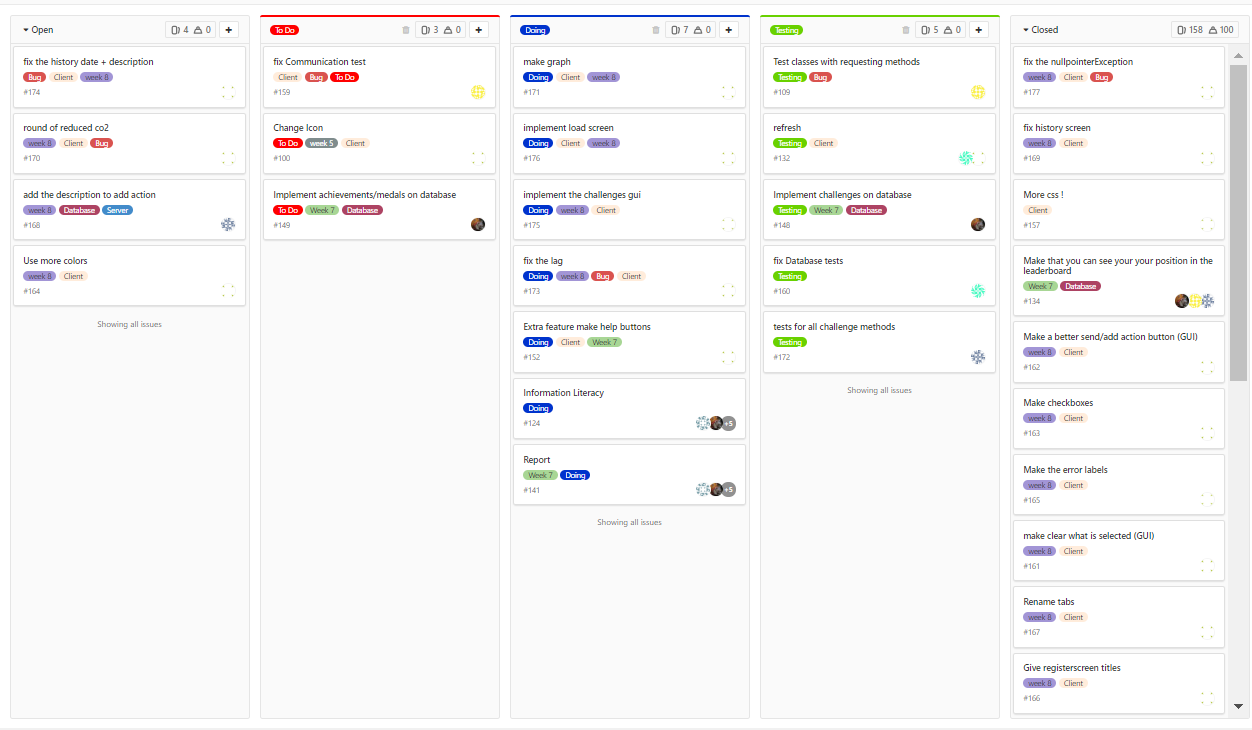 Open 4 0 +
fix the history date + description
Bug Client week 8
#174
round of reduced co2
week 8 Client Bug
#170
add the description to add action
week 8 Database Server
#168
Use more colors
week 8 Client
#164
Showing all issues
To Do 3 0 +
fix Communication test
Client Bug To Do
#159
Change Icon
To Do week 5 Client
#100
Implement achievements/medals on database
To Do Week 7 Database
#149
Showing all issues
Doing 7 0 +
make graph
Doing Client week 8
#171
implement load screen
Doing Client week 8
#176
implement the challenges gui
Doing week 8 Client
#175
fix the lag
Doing week 8 Bug Client
#173
Extra feature make help buttons
Doing Client Week 7
#152
Information Literacy
Doing
#124 +5
Report
Week 7 Doing
#141 +5
Showing all issues
Testing 5 0 +
Test classes with requesting methods
Testing Bug
#109
refresh
Testing Client
#132
Implement challenges on database
Testing Week 7 Database
#148
fix Database tests
Testing
#160
tests for all challenge methods
Testing
#172
Showing all issues
Closed 158 100
fix the nullpointerException
week 8 Client Bug
#177
fix history screen
week 8 Client
#169
More css !
Client
#157
Make that you can see your your position in the
leaderboard
Week 7 Database
#134
Make a better send/add action button (GUI)
week 8 Client
#162
Make checkboxes
week 8 Client
#163
Make the error labels
week 8 Client
#165
make clear what is selected (GUI)
week 8 Client
#161
Rename tabs
week 8 Client
#167
Give registerscreen titles
week 8 Client
#166